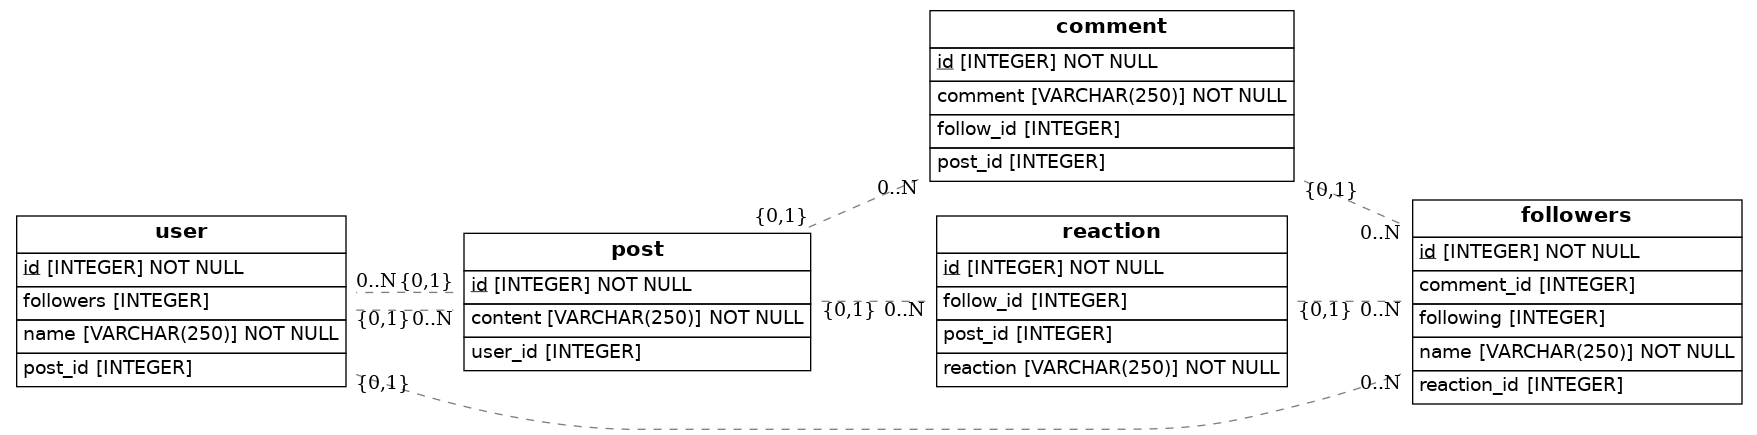 comment
id [INTEGER] NOT NULL
comment [VARCHAR(250)] NOT NULL
follow_id [INTEGER]
post_id [INTEGER]
0..N
{0,1}
{0,1}
0..N
user
id [INTEGER] NOT NULL
followers [INTEGER]
name [VARCHAR(250)] NOT NULL
post_id [INTEGER]
0..N
{0,1}
{0,1}
0..N
{0,1}
post
id [INTEGER] NOT NULL
content [VARCHAR(250)] NOT NULL
user_id [INTEGER]
{0,1}
0..N
reaction
id [INTEGER] NOT NULL
follow_id [INTEGER]
post_id [INTEGER]
reaction [VARCHAR(250)] NOT NULL
{0,1}
0..N
0..N
followers
id [INTEGER] NOT NULL
comment_id [INTEGER]
following [INTEGER]
name [VARCHAR(250)] NOT NULL
reaction_id [INTEGER]